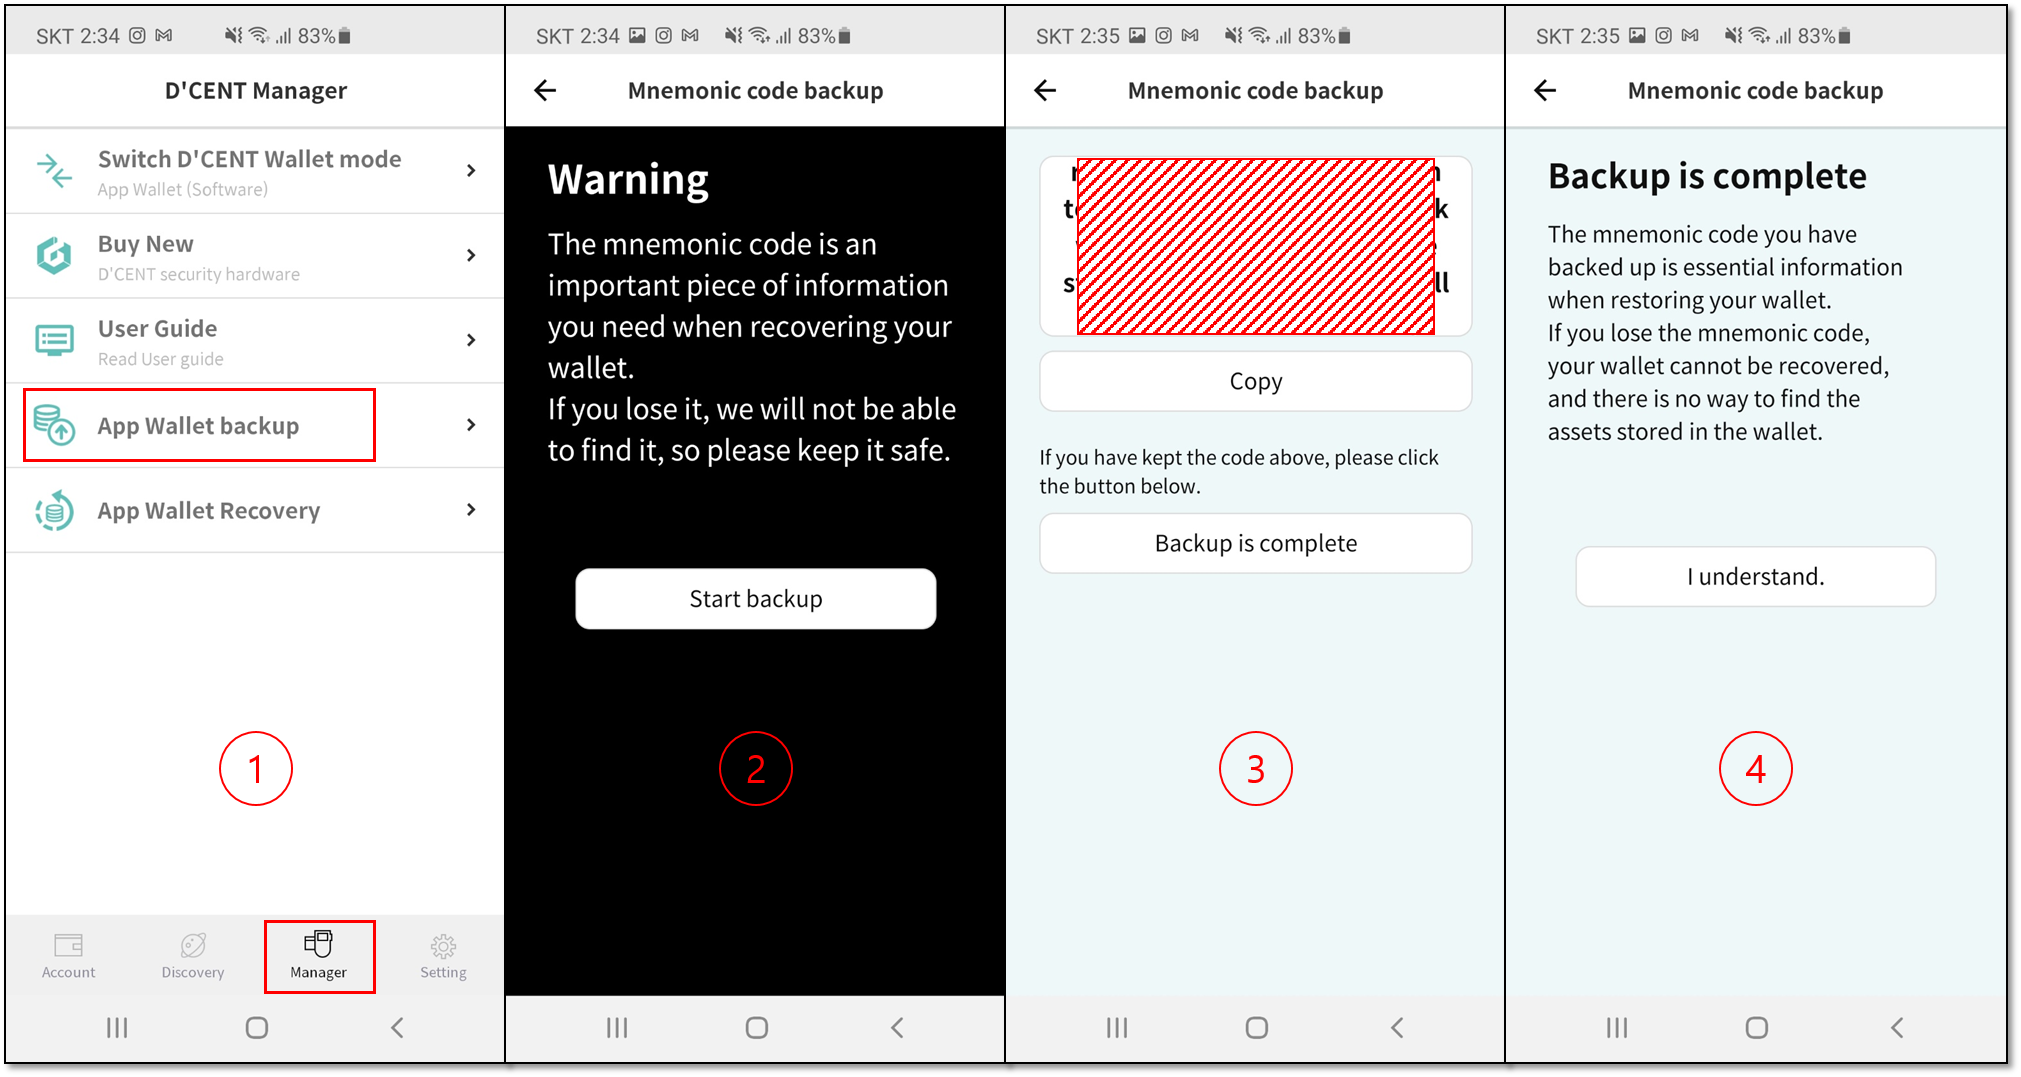 SKT 2:34 83%
D'CENT Manager
Switch D'CENT Wallet mode
App Wallet (Software)
Buy New
D'CENT security hardware
User Guide
Read User guide
App Wallet backup
App Wallet Recovery
1
Account Discovery Manager Setting
SKT 2:34 83%
Mnemonic code backup
Warning
The mnemonic code is an
important piece of information
you need when recovering your
wallet.
If you lose it, we will not be able
to find it, so please keep it safe.
Start backup
2
SKT 2:35 83%
Mnemonic code backup
Copy
If you have kept the code above, please click
the button below.
Backup is complete
3
SKT 2:35 83%
Mnemonic code backup
Backup is complete
The mnemonic code you have
backed up is essential information
when restoring your wallet.
If you lose the mnemonic code,
your wallet cannot be recovered,
and there is no way to find the
assets stored in the wallet.
I understand.
4